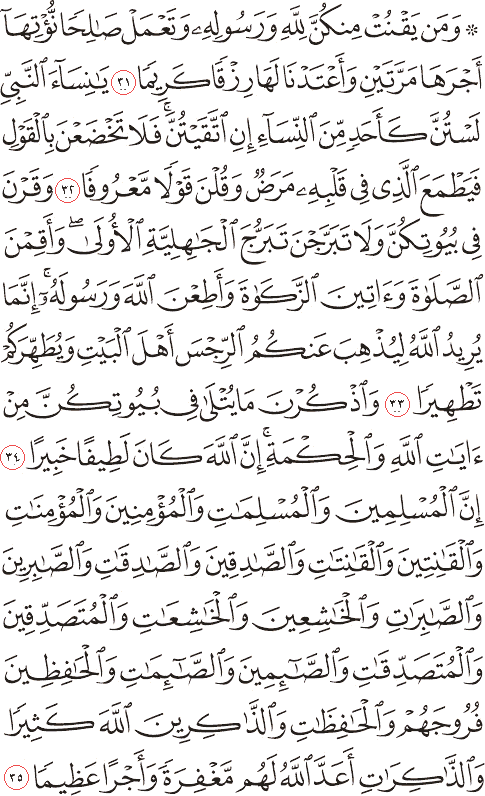 ۞ وَمَن يَقْنُتْ مِنكُنَّ لِلَّهِ وَرَسُولِهِۦ وَتَعْمَلْ صَـٰلِحًا نُّؤْتِهَآ
أَجْرَهَا مَرَّتَيْنِ وَأَعْتَدْنَا لَهَا رِزْقًا كَرِيمًا ٣١ يَـٰنِسَآءَ ٱلنَّبِىِّ
لَسْتُنَّ كَأَحَدٍ مِّنَ ٱلنِّسَآءِ إِنِ ٱتَّقَيْتُنَّ ۚ فَلَا تَخْضَعْنَ بِٱلْقَوْلِ
فَيَطْمَعَ ٱلَّذِى فِى قَلْبِهِۦ مَرَضٌ وَقُلْنَ قَوْلًا مَّعْرُوفًا ٣٢ وَقَرْنَ
فِى بُيُوتِكُنَّ وَلَا تَبَرَّجْنَ تَبَرُّجَ ٱلْجَـٰهِلِيَّةِ ٱلْأُولَىٰ ۖ وَأَقِمْنَ
ٱلصَّلَوٰةَ وَءَاتِينَ ٱلزَّكَوٰةَ وَأَطِعْنَ ٱللَّهَ وَرَسُولَهُۥٓ ۚ إِنَّمَا
يُرِيدُ ٱللَّهُ لِيُذْهِبَ عَنكُمُ ٱلرِّجْسَ أَهْلَ ٱلْبَيْتِ وَيُطَهِّرَكُمْ
تَطْهِيرًا ٣٣ وَٱذْكُرْنَ مَا يُتْلَىٰ فِى بُيُوتِكُنَّ مِنْ
ءَايَـٰتِ ٱللَّهِ وَٱلْحِكْمَةِ ۚ إِنَّ ٱللَّهَ كَانَ لَطِيفًا خَبِيرًا ٣٤
إِنَّ ٱلْمُسْلِمِينَ وَٱلْمُسْلِمَـٰتِ وَٱلْمُؤْمِنِينَ وَٱلْمُؤْمِنَـٰتِ
وَٱلْقَـٰنِتِينَ وَٱلْقَـٰنِتَـٰتِ وَٱلصَّـٰدِقِينَ وَٱلصَّـٰدِقَـٰتِ وَٱلصَّـٰبِرِينَ
وَٱلصَّـٰبِرَٰتِ وَٱلْخَـٰشِعِينَ وَٱلْخَـٰشِعَـٰتِ وَٱلْمُتَصَدِّقِينَ
وَٱلْمُتَصَدِّقَـٰتِ وَٱلصَّـٰٓئِمِينَ وَٱلصَّـٰٓئِمَـٰتِ وَٱلْحَـٰفِظِينَ
فُرُوجَهُمْ وَٱلْحَـٰفِظَـٰتِ وَٱلذَّٰكِرِينَ ٱللَّهَ كَثِيرًا
وَٱلذَّٰكِرَٰتِ أَعَدَّ ٱللَّهُ لَهُم مَّغْفِرَةً وَأَجْرًا عَظِيمًا ٣٥